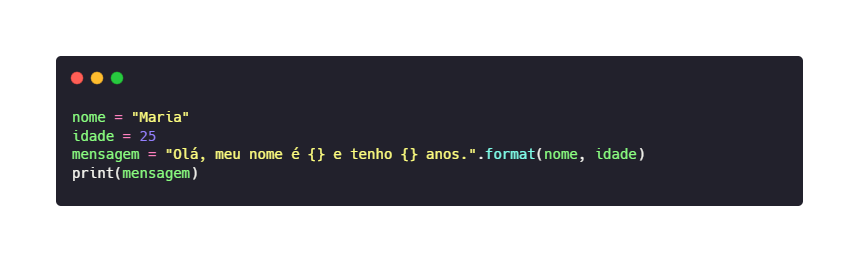 nome = "Maria"
idade = 25
mensagem = "Olá, meu nome é {} e tenho {} anos.".format(nome, idade)
print(mensagem)